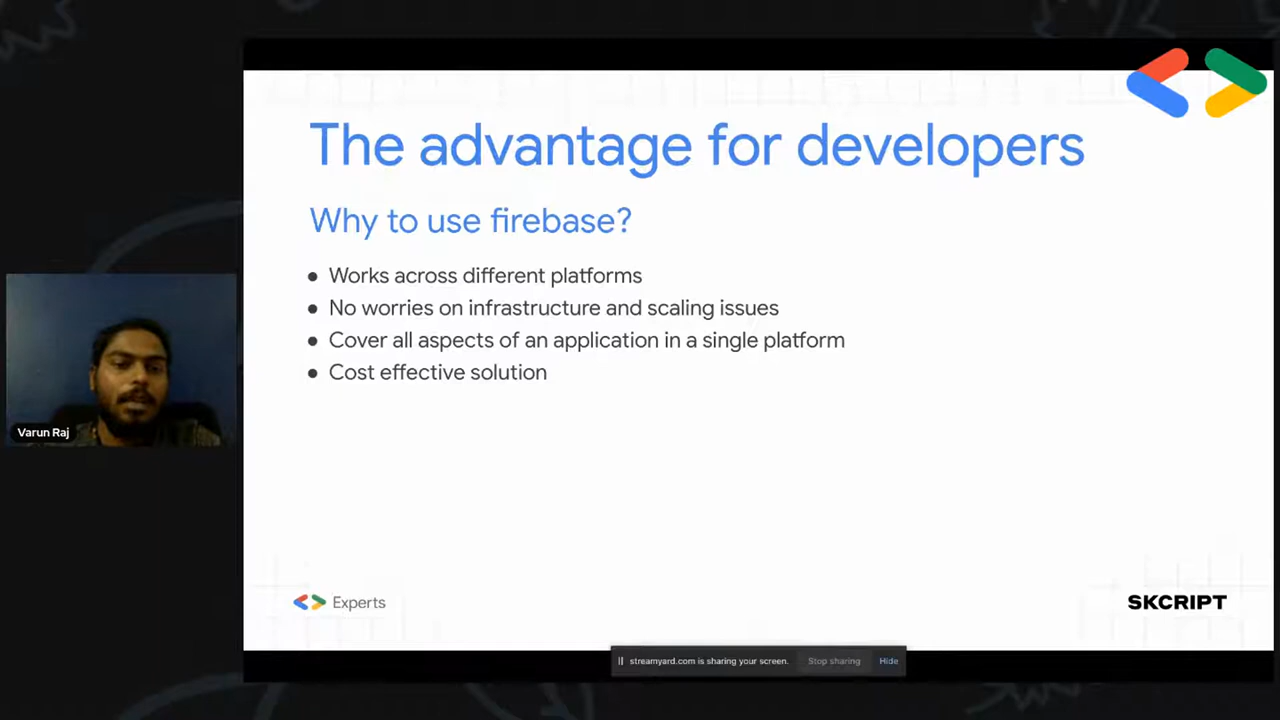 The advantage for developers
Why to use firebase?
● Works across different platforms
● No worries on infrastructure and scaling issues
● Cover all aspects of an application in a single platform
● Cost effective solution
Varun Raj
Experts
SKCRIPT
streamyard.com is sharing your screen.
Stop sharing
Hide